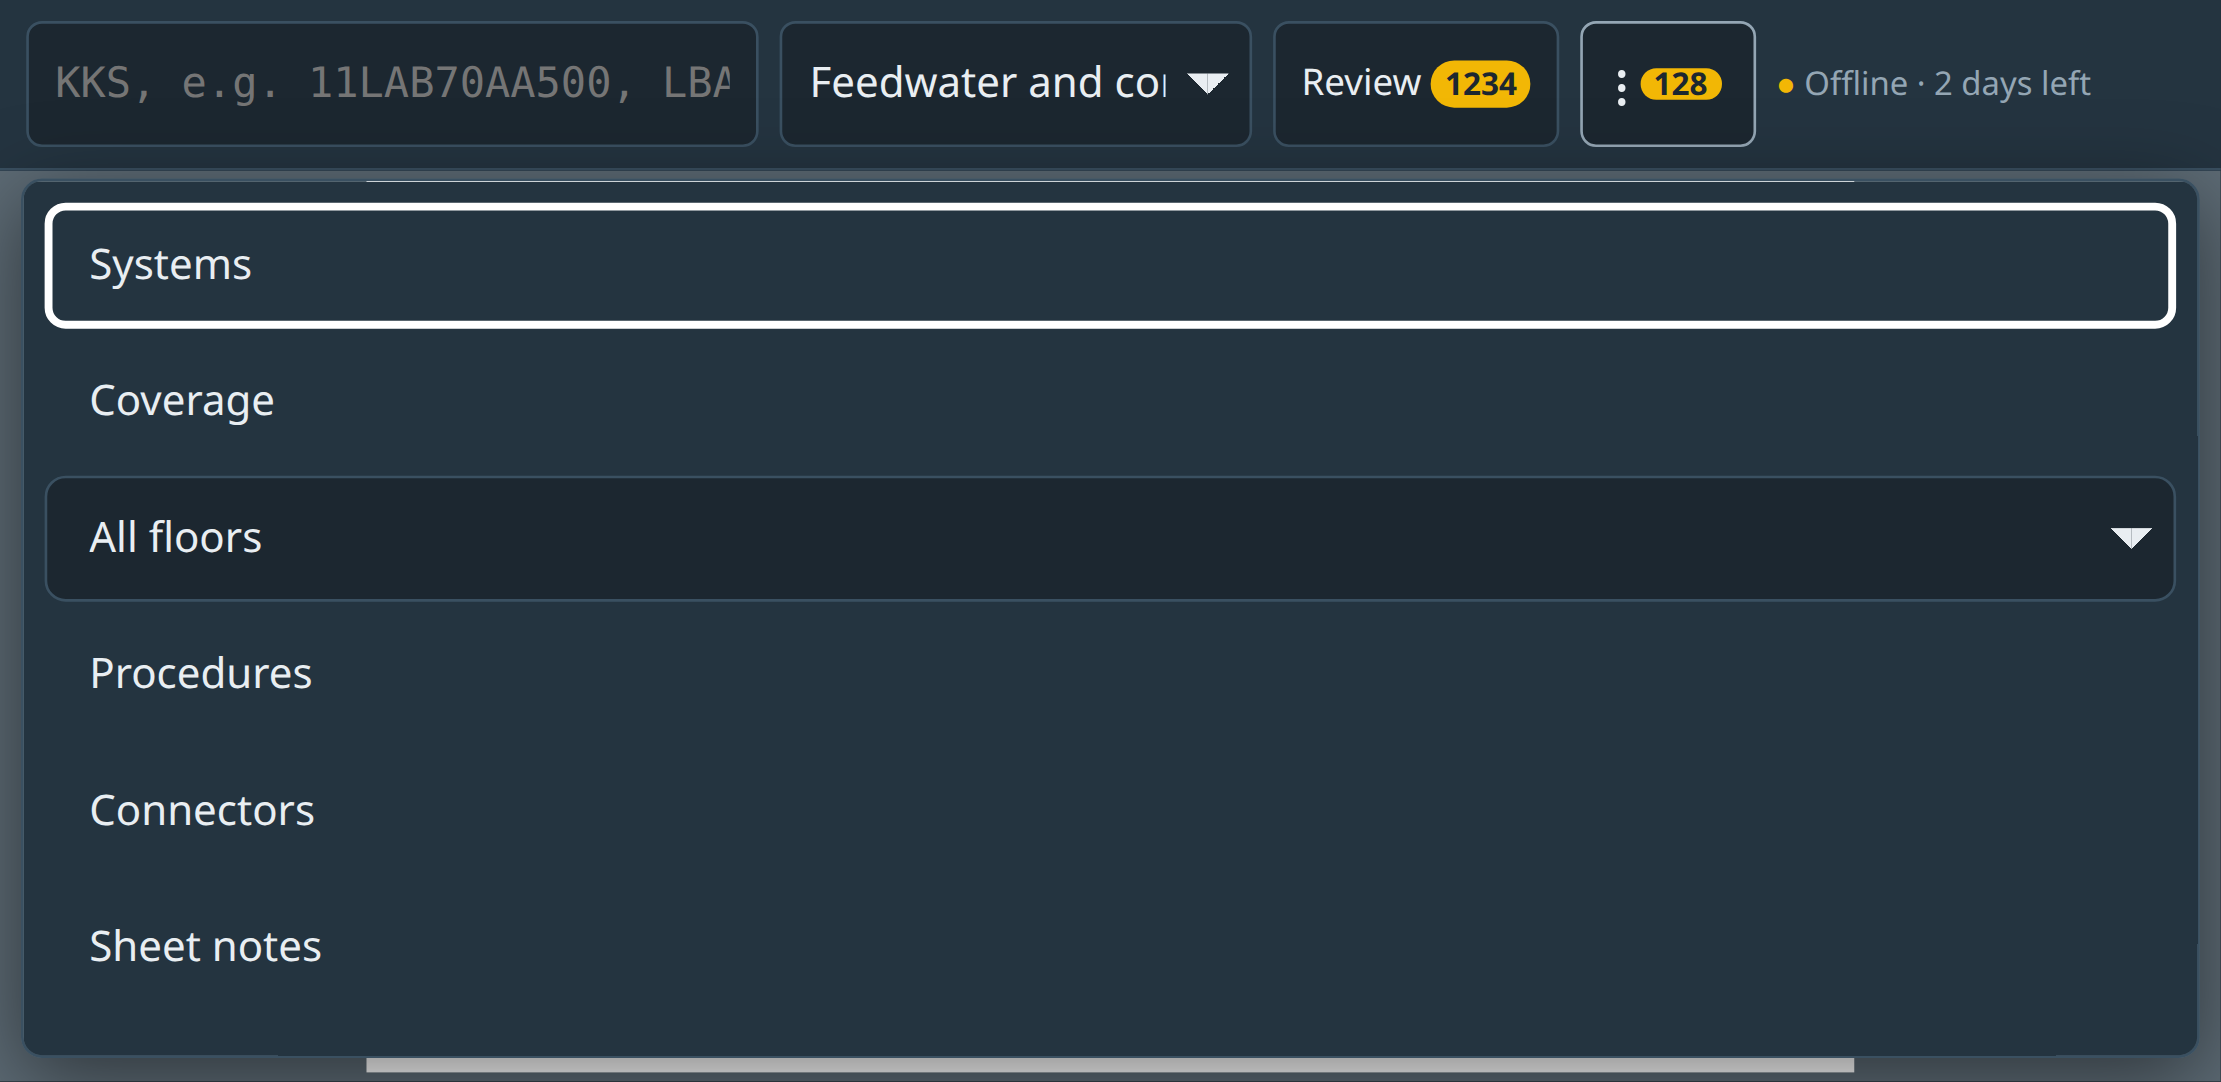 KKS, e.g. 11LAB70AA500, LBA
Feedwater and co
Review 1234
128
Offline · 2 days left
Systems
Coverage
All floors
Procedures
Connectors
Sheet notes